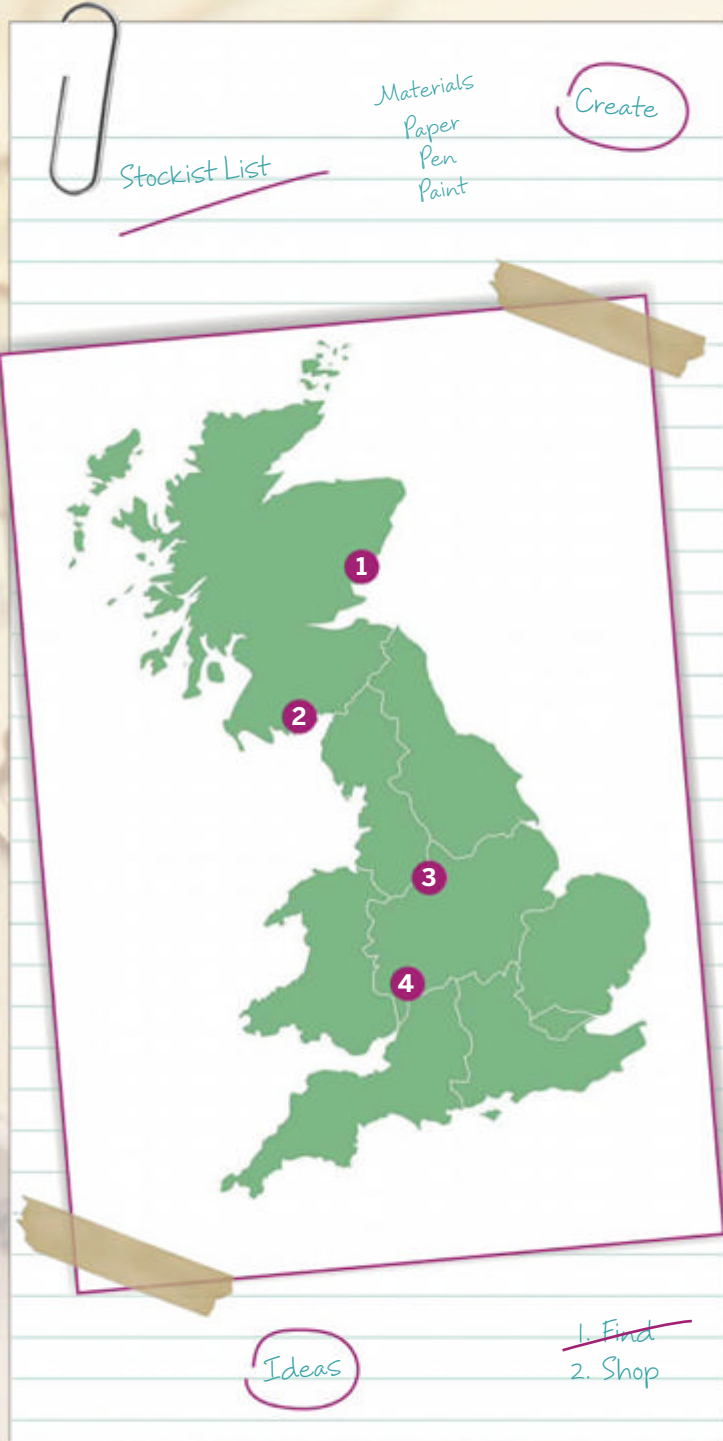 Materials
Paper
Pen
Paint
Create
Stockist List
1
2
3
4
Ideas
1. Find
2. Shop